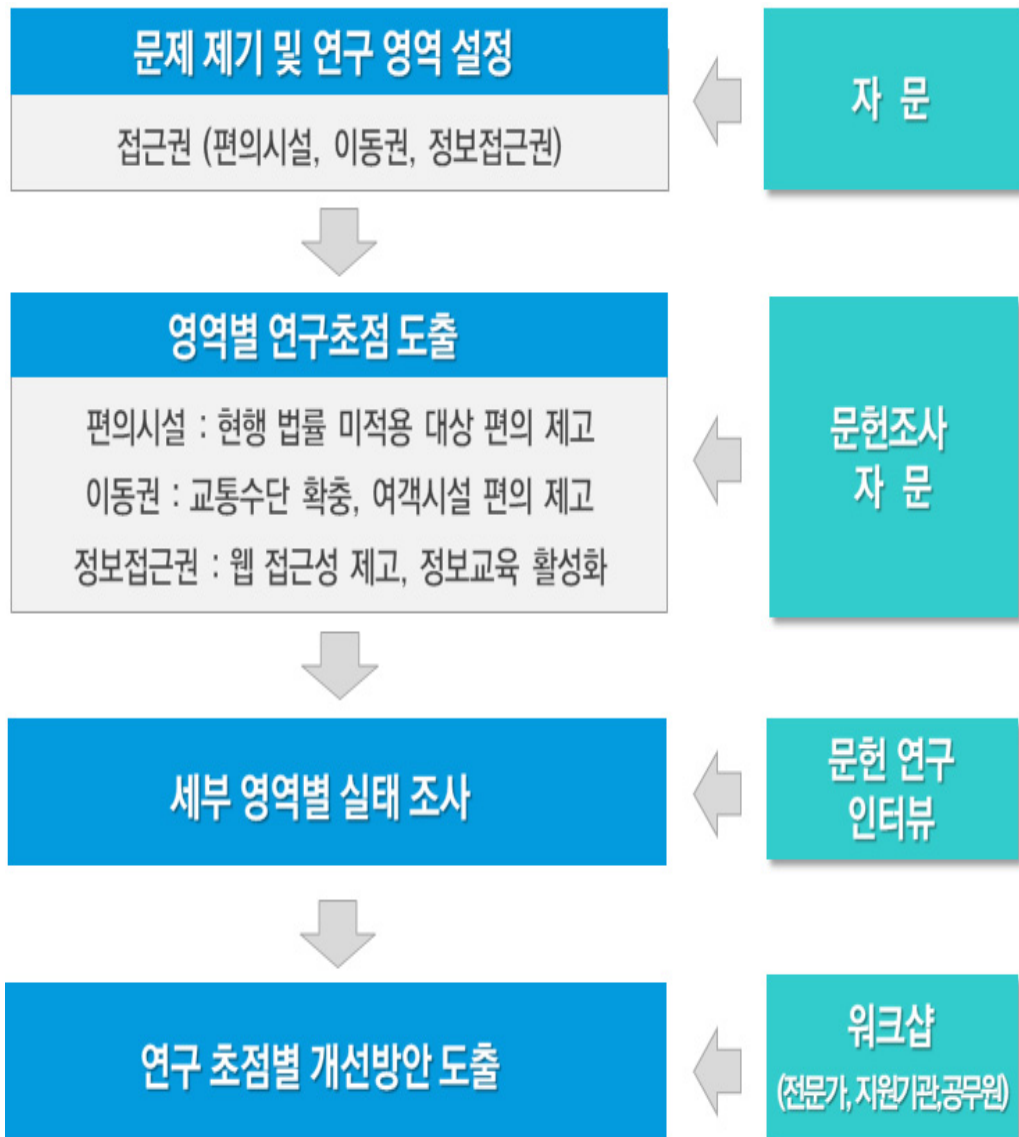 문제 제기 및 연구 영역 설정
접근권 (편의시설, 이동권, 정보접근권)
자 문
영역별 연구초점 도출
편의시설 : 현행 법률 미적용 대상 편의 제고
이동권 : 교통수단 확충, 여객시설 편의 제고
정보접근권 : 웹 접근성 제고, 정보교육 활성화
문헌조사
자 문
세부 영역별 실태 조사
문헌 연구
인터뷰
연구 초점별 개선방안 도출
워크샵
(전문가, 지원기관,공무원)